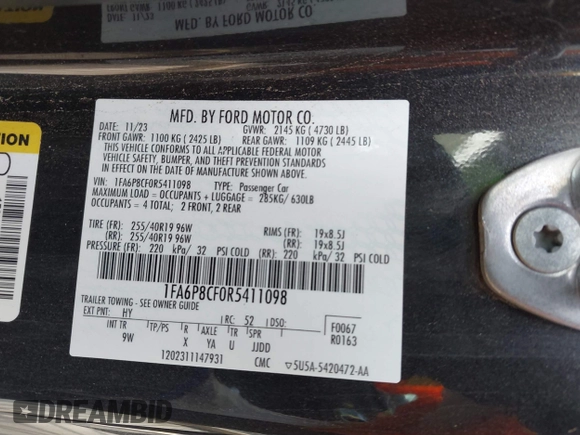 MFD. BY FORD MOTOR CO.
DATE: 11/23 GVWR: 2145 KG ( 4730 LB)
FRONT GAWR: 1100 KG ( 2425 LB) REAR GAWR: 1109 KG ( 2445 LB)
THIS VEHICLE CONFORMS TO ALL APPLICABLE FEDERAL MOTOR
VEHICLE SAFETY, BUMPER, AND THEFT PREVENTION STANDARDS
IN EFFECT ON THE DATE OF MANUFACTURE SHOWN ABOVE.
VIN: 1FA6P8CF0R5411098 TYPE: Passenger Car
MAXIMUM LOAD = OCCUPANTS + LUGGAGE = 285KG/ 630LB
OCCUPANTS = 4 TOTAL; 2 FRONT, 2 REAR
TIRE (FR): 255/40R19 96W RIMS (FR): 19x8.5J
(RR): 255/40R19 96W (RR): 19x8.5J
PRESSURE (FR): 220 kPa/ 32 PSI COLD (RR): 220 kPa/ 32 PSI COLD
1FA6P8CF0R5411098
TRAILER TOWING - SEE OWNER GUIDE
EXT PNT: HY RC: 52 DSO: F0067
INT TR TP/PS R AXLE TR SPR R0163
9W X YA U JJDD
1202311147931 CMC 5U5A-5420472-AA
DREAMBID